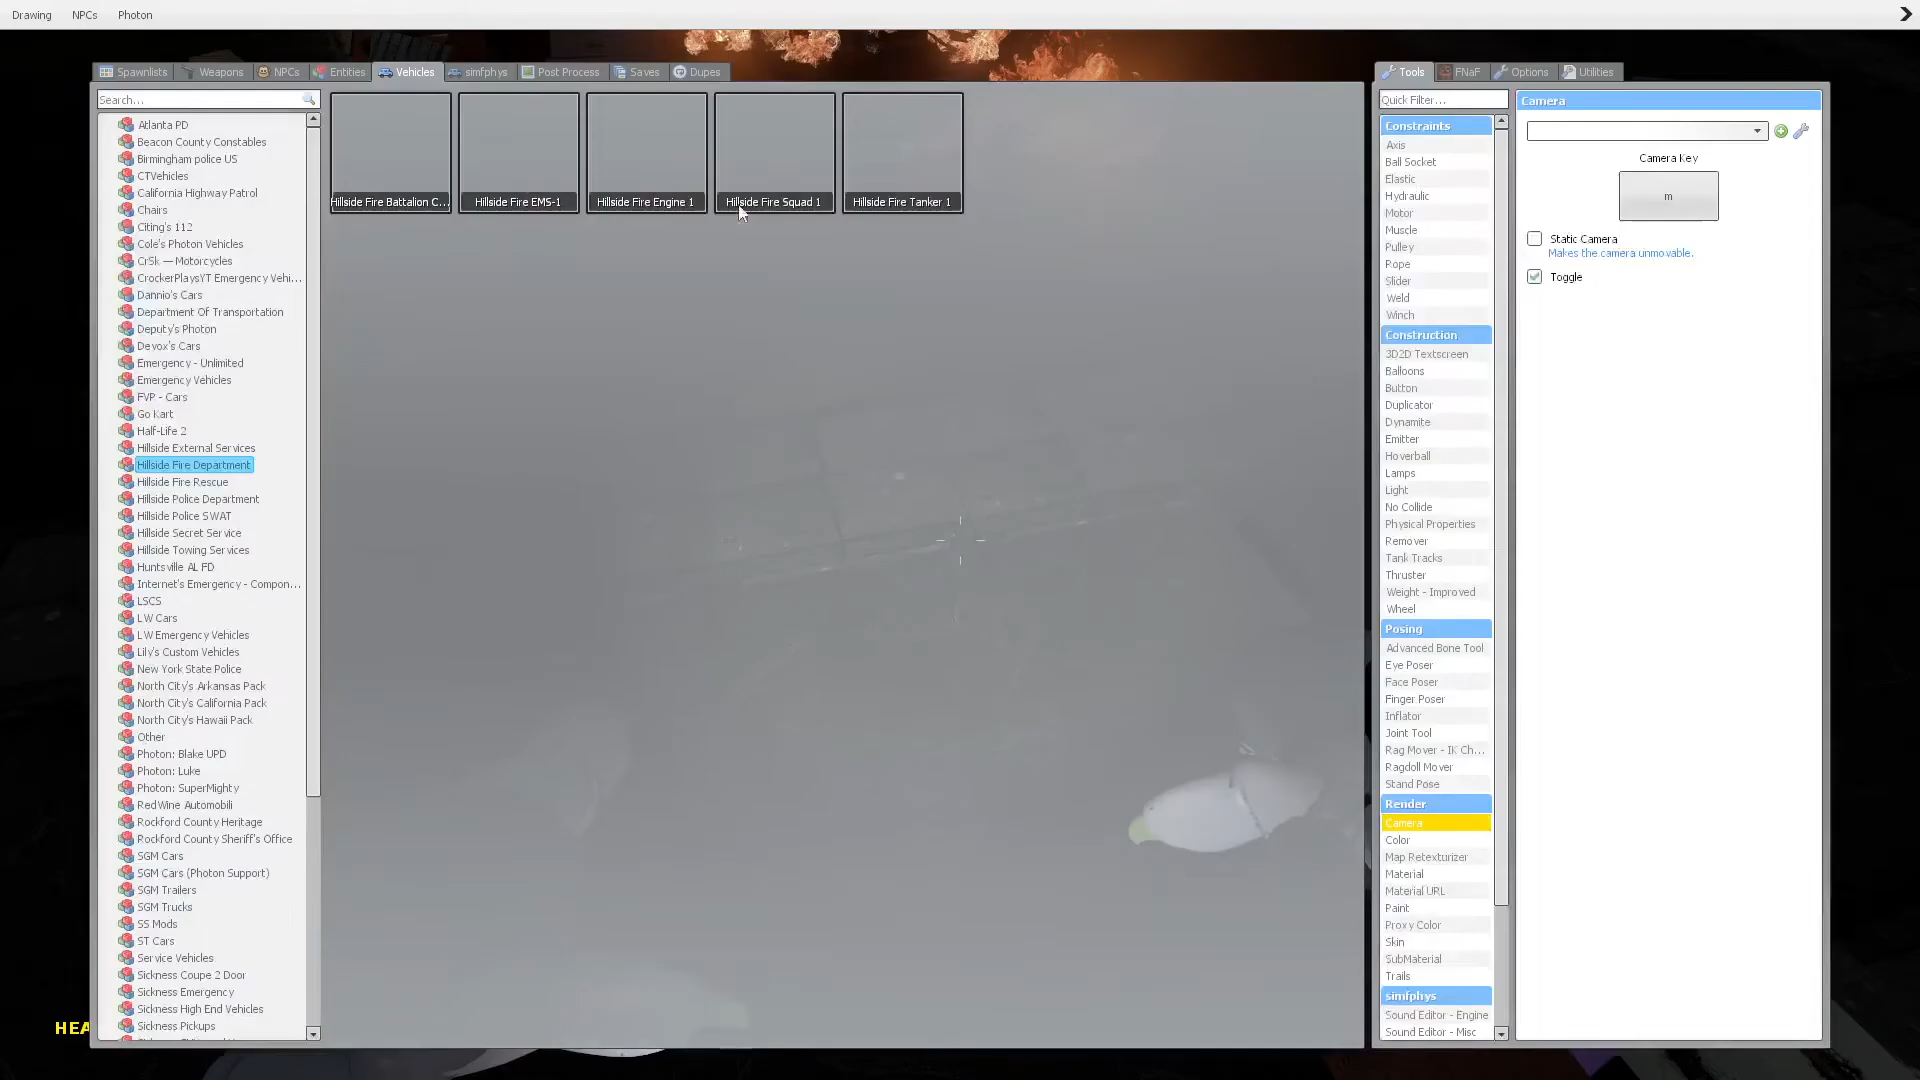 Drawing NPCs Photon
Spawnlists Weapons NPCs Entities Vehicles simfphys Post Process Saves Dupes
Search...
Atlanta PD
Beacon County Constables
Birmingham police US
CTVehicles
California Highway Patrol
Chairs
Citing's 112
Cole's Photon Vehicles
CrSk — Motorcycles
CrockerPlaysYT Emergency Vehi...
Dannio's Cars
Department Of Transportation
Deputy's Photon
Devox's Cars
Emergency - Unlimited
Emergency Vehicles
FVP - Cars
Go Kart
Half-Life 2
Hillside External Services
Hillside Fire Department
Hillside Fire Rescue
Hillside Police Department
Hillside Police SWAT
Hillside Secret Service
Hillside Towing Services
Huntsville AL FD
Internet's Emergency - Compon...
LSCS
LW Cars
LW Emergency Vehicles
Lily's Custom Vehicles
New York State Police
North City's Arkansas Pack
North City's California Pack
North City's Hawaii Pack
Other
Photon: Blake UPD
Photon: Luke
Photon: SuperMighty
RedWine Automobili
Rockford County Heritage
Rockford County Sheriff's Office
SGM Cars
SGM Cars (Photon Support)
SGM Trailers
SGM Trucks
SS Mods
ST Cars
Service Vehicles
Sickness Coupe 2 Door
Sickness Emergency
Sickness High End Vehicles
Sickness Pickups
Hillside Fire Battalion C...
Hillside Fire EMS-1
Hillside Fire Engine 1
Hillside Fire Squad 1
Hillside Fire Tanker 1
HEA
Tools FNaF Options Utilities
Quick Filter...
Constraints
Axis
Ball Socket
Elastic
Hydraulic
Motor
Muscle
Pulley
Rope
Slider
Weld
Winch
Construction
3D2D Textscreen
Balloons
Button
Duplicator
Dynamite
Emitter
Hoverball
Lamps
Light
No Collide
Physical Properties
Remover
Tank Tracks
Thruster
Weight - Improved
Wheel
Posing
Advanced Bone Tool
Eye Poser
Face Poser
Finger Poser
Inflator
Joint Tool
Rag Mover - IK Ch...
Ragdoll Mover
Stand Pose
Render
Camera
Color
Map Retexturizer
Material
Material URL
Paint
Proxy Color
Skin
SubMaterial
Trails
simfphys
Sound Editor - Engine
Sound Editor - Misc
Camera
Camera Key
m
Static Camera
Makes the camera unmovable.
Toggle